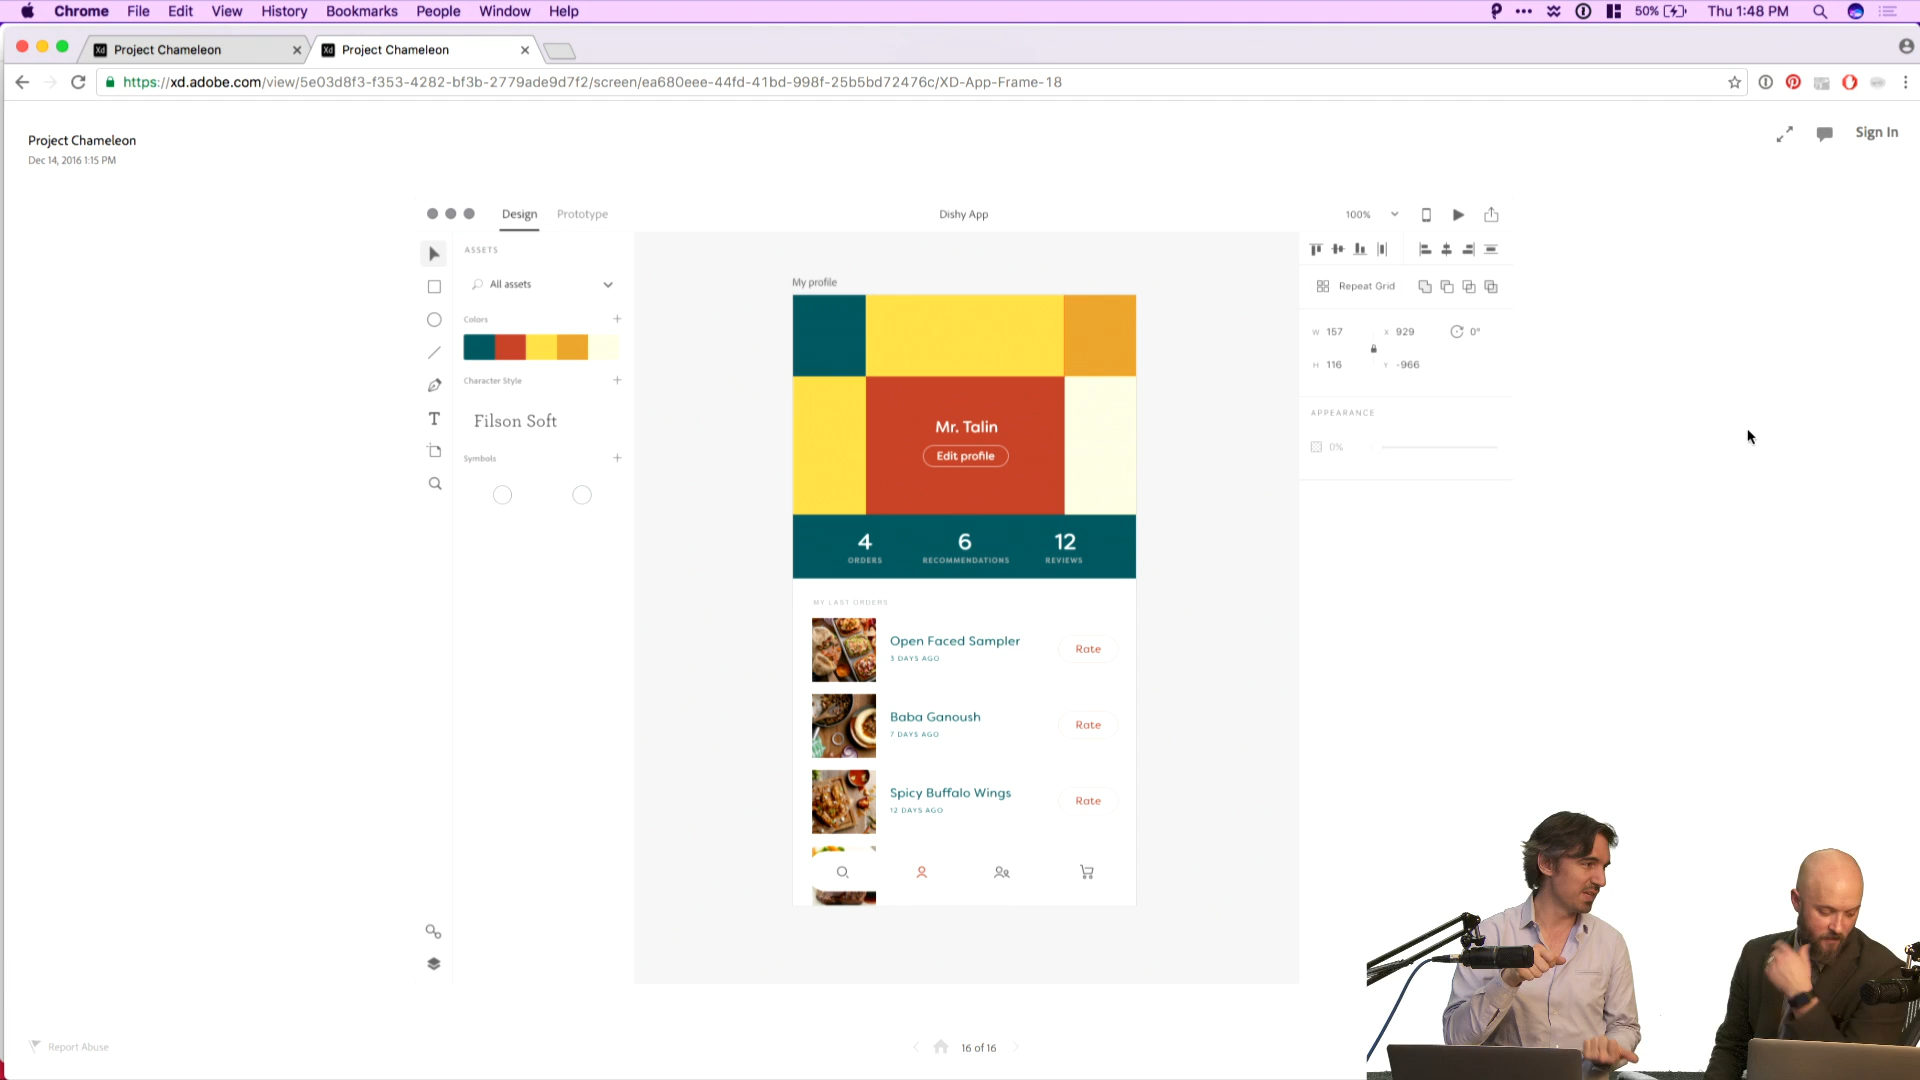 Chrome File Edit View History Bookmarks People Window Help 50% Thu 1:48 PM
Project Chameleon Project Chameleon
https://xd.adobe.com/view/5e03d8f3-f353-4282-bf3b-2779ade9d7f2/screen/ea680eee-44fd-41bd-998f-25b5bd72476c/XD-App-Frame-18
Project Chameleon
Dec 14, 2016 1:15 PM
Sign In
Design Prototype Dishy App 100%
ASSETS
All assets
Colors
Character Style
Filson Soft
Symbols
My profile
Mr. Talin
Edit profile
4 6 12
ORDERS RECOMMENDATIONS REVIEWS
MY LAST ORDERS
Open Faced Sampler
3 DAYS AGO
Rate
Baba Ganoush
7 DAYS AGO
Rate
Spicy Buffalo Wings
12 DAYS AGO
Rate
Repeat Grid
W 157 X 929 0°
H 116 Y -966
APPEARANCE
0%
Report Abuse
16 of 16